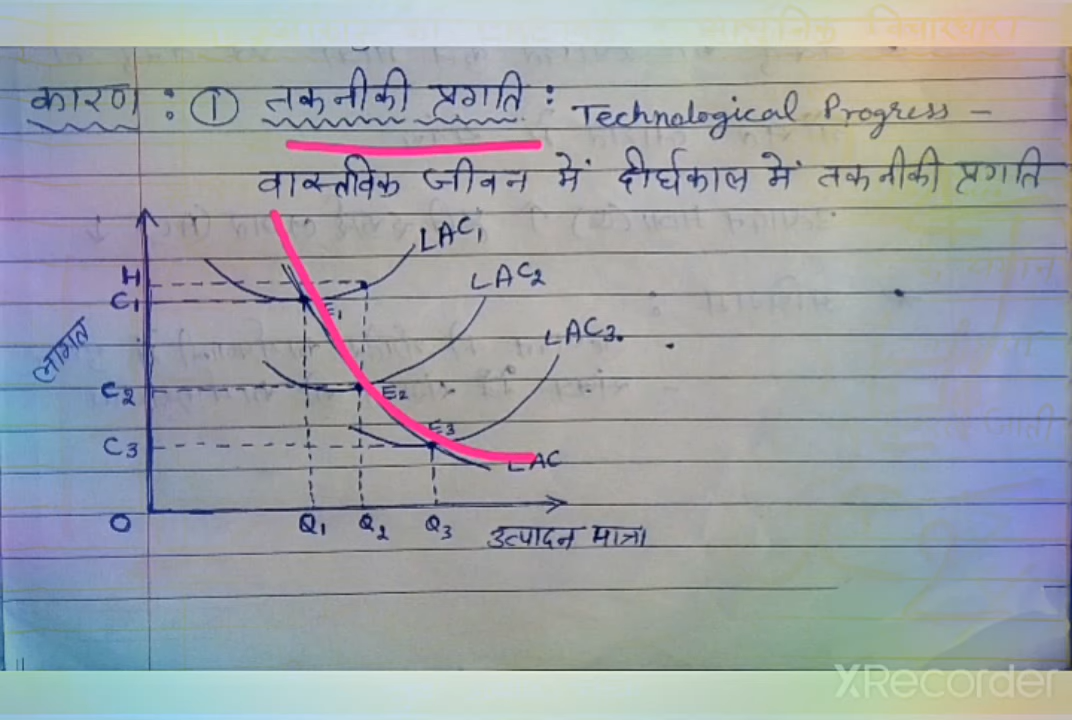 कारण : ① तकनीकी प्रगति : Technological Progress –
वास्तविक जीवन में दीर्घकाल में तकनीकी प्रगति
LAC₁
H
C₁
E₁
LAC₂
LAC₃
लागत
C₂
E₂
E₃
C₃
LAC
O
Q₁ Q₂ Q₃ उत्पादन मात्रा
XRecorder